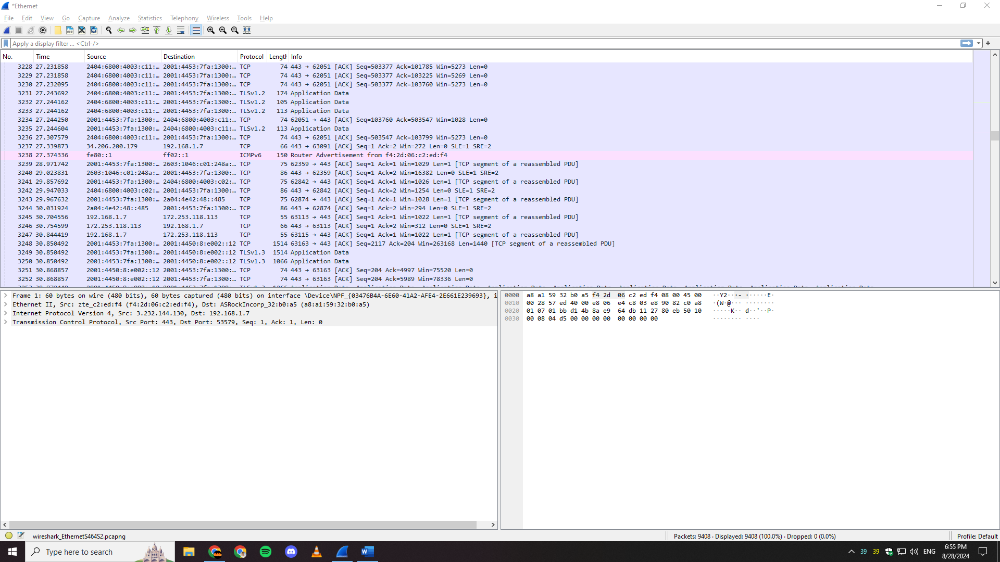 *Ethernet
File Edit View Go Capture Analyze Statistics Telephony Wireless Tools Help
Apply a display filter ... <Ctrl-/>
No. Time Source Destination Protocol Length Info
3228 27.231858 2404:6800:4003:c11:… 2001:4453:7fa:1300:… TCP 74 443 → 62051 [ACK] Seq=503377 Ack=101785 Win=5273 Len=0
3229 27.231858 2404:6800:4003:c11:… 2001:4453:7fa:1300:… TCP 74 443 → 62051 [ACK] Seq=503377 Ack=103225 Win=5269 Len=0
3230 27.232095 2404:6800:4003:c11:… 2001:4453:7fa:1300:… TCP 74 443 → 62051 [ACK] Seq=503377 Ack=103760 Win=5273 Len=0
3231 27.243692 2404:6800:4003:c11:… 2001:4453:7fa:1300:… TLSv1.2 174 Application Data
3232 27.244162 2404:6800:4003:c11:… 2001:4453:7fa:1300:… TLSv1.2 105 Application Data
3233 27.244162 2404:6800:4003:c11:… 2001:4453:7fa:1300:… TLSv1.2 113 Application Data
3234 27.244250 2001:4453:7fa:1300:… 2404:6800:4003:c11:… TCP 74 62051 → 443 [ACK] Seq=103760 Ack=503547 Win=1028 Len=0
3235 27.244604 2001:4453:7fa:1300:… 2404:6800:4003:c11:… TLSv1.2 113 Application Data
3236 27.307579 2404:6800:4003:c11:… 2001:4453:7fa:1300:… TCP 74 443 → 62051 [ACK] Seq=503547 Ack=103799 Win=5273 Len=0
3237 27.339873 34.206.200.179 192.168.1.7 TCP 66 443 → 63091 [ACK] Seq=1 Ack=2 Win=272 Len=0 SLE=1 SRE=2
3238 27.374336 fe80::1 ff02::1 ICMPv6 150 Router Advertisement from f4:2d:06:c2:ed:f4
3239 28.971742 2001:4453:7fa:1300:… 2603:1046:c01:248a:… TCP 75 62359 → 443 [ACK] Seq=1 Ack=1 Win=1029 Len=1 [TCP segment of a reassembled PDU]
3240 29.023831 2603:1046:c01:248a:… 2001:4453:7fa:1300:… TCP 86 443 → 62359 [ACK] Seq=1 Ack=2 Win=16382 Len=0 SLE=1 SRE=2
3241 29.857692 2001:4453:7fa:1300:… 2404:6800:4003:c02:… TCP 75 62842 → 443 [ACK] Seq=1 Ack=1 Win=1026 Len=1 [TCP segment of a reassembled PDU]
3242 29.947033 2404:6800:4003:c02:… 2001:4453:7fa:1300:… TCP 86 443 → 62842 [ACK] Seq=1 Ack=2 Win=1254 Len=0 SLE=1 SRE=2
3243 29.967632 2001:4453:7fa:1300:… 2a04:4e42:48::485 TCP 75 62874 → 443 [ACK] Seq=1 Ack=1 Win=1028 Len=1 [TCP segment of a reassembled PDU]
3244 30.031924 2a04:4e42:48::485 2001:4453:7fa:1300:… TCP 86 443 → 62874 [ACK] Seq=1 Ack=2 Win=294 Len=0 SLE=1 SRE=2
3245 30.704556 192.168.1.7 172.253.118.113 TCP 55 63113 → 443 [ACK] Seq=1 Ack=1 Win=1022 Len=1 [TCP segment of a reassembled PDU]
3246 30.754599 172.253.118.113 192.168.1.7 TCP 66 443 → 63113 [ACK] Seq=1 Ack=2 Win=312 Len=0 SLE=1 SRE=2
3247 30.844419 192.168.1.7 172.253.118.113 TCP 55 63115 → 443 [ACK] Seq=1 Ack=1 Win=1022 Len=1 [TCP segment of a reassembled PDU]
3248 30.850492 2001:4453:7fa:1300:… 2001:4450:8:e002::12 TCP 1514 63163 → 443 [ACK] Seq=2117 Ack=204 Win=263168 Len=1440 [TCP segment of a reassembled PDU]
3249 30.850492 2001:4453:7fa:1300:… 2001:4450:8:e002::12 TLSv1.3 1514 Application Data
3250 30.850492 2001:4453:7fa:1300:… 2001:4450:8:e002::12 TLSv1.3 1066 Application Data
3251 30.868857 2001:4450:8:e002::12 2001:4453:7fa:1300:… TCP 74 443 → 63163 [ACK] Seq=204 Ack=4997 Win=75520 Len=0
3252 30.868857 2001:4450:8:e002::12 2001:4453:7fa:1300:… TCP 74 443 → 63163 [ACK] Seq=204 Ack=5989 Win=78336 Len=0
Frame 1: 60 bytes on wire (480 bits), 60 bytes captured (480 bits) on interface \Device\NPF_{03476B4A-6E60-41A2-AFE4-2E661E239693}, i
Ethernet II, Src: zte_c2:ed:f4 (f4:2d:06:c2:ed:f4), Dst: ASRockIncorp_32:b0:a5 (a8:a1:59:32:b0:a5)
Internet Protocol Version 4, Src: 3.232.144.130, Dst: 192.168.1.7
Transmission Control Protocol, Src Port: 443, Dst Port: 53579, Seq: 1, Ack: 1, Len: 0
0000 a8 a1 59 32 b0 a5 f4 2d 06 c2 ed f4 08 00 45 00 ··Y2···- ······E·
0010 00 28 57 ed 40 00 e8 06 e4 c8 03 e8 90 82 c0 a8 ·(W·@··· ········
0020 01 07 01 bb d1 4b 8a e9 64 db 11 27 80 eb 50 10 ·····K·· d··'··P·
0030 00 08 04 d5 00 00 00 00 00 00 00 00 ········ ····
wireshark_EthernetS464S2.pcapng
Packets: 9408 · Displayed: 9408 (100.0%) · Dropped: 0 (0.0%)
Profile: Default
Type here to search
39 39 ENG 6:55 PM
8/28/2024